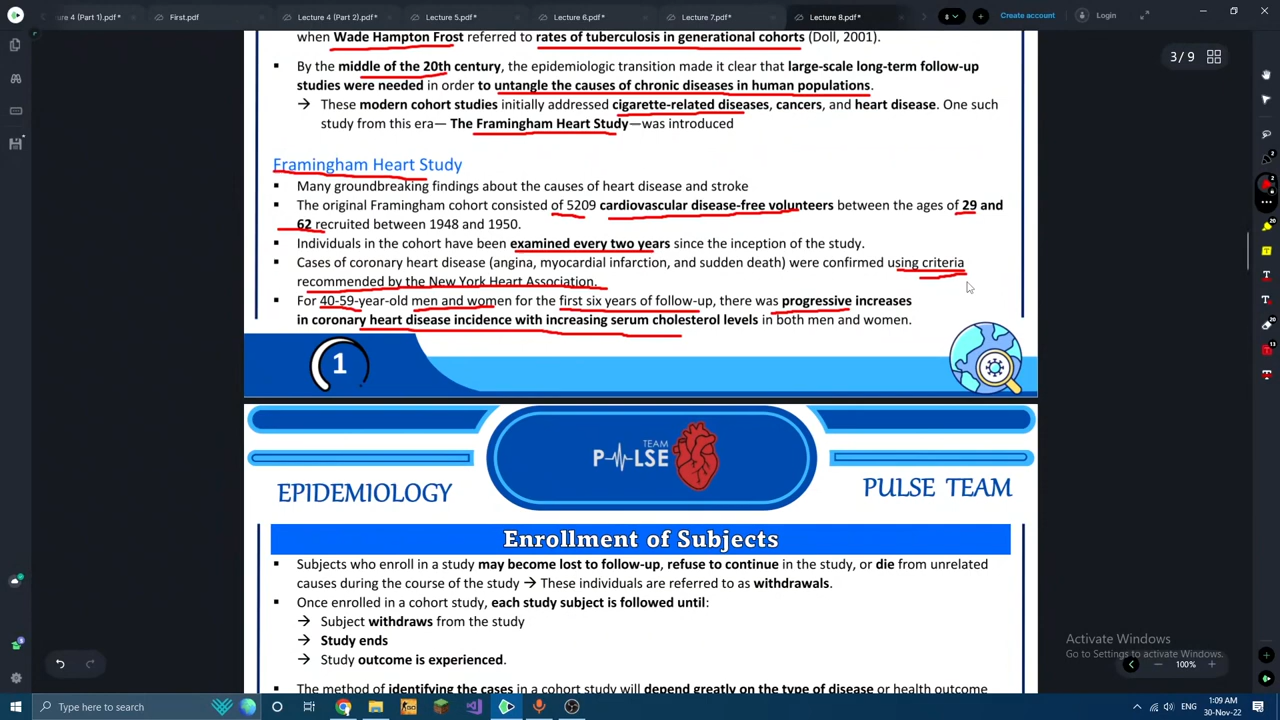 ure 4 (Part 1).pdf*
First.pdf
Lecture 4 (Part 2).pdf*
Lecture 5.pdf*
Lecture 6.pdf*
Lecture 7.pdf*
Lecture 8.pdf*
8
Create account
Login
3 / 9
when Wade Hampton Frost referred to rates of tuberculosis in generational cohorts (Doll, 2001).
▪ By the middle of the 20th century, the epidemiologic transition made it clear that large-scale long-term follow-up
studies were needed in order to untangle the causes of chronic diseases in human populations.
→ These modern cohort studies initially addressed cigarette-related diseases, cancers, and heart disease. One such
study from this era— The Framingham Heart Study—was introduced
Framingham Heart Study
▪ Many groundbreaking findings about the causes of heart disease and stroke
▪ The original Framingham cohort consisted of 5209 cardiovascular disease-free volunteers between the ages of 29 and
62 recruited between 1948 and 1950.
▪ Individuals in the cohort have been examined every two years since the inception of the study.
▪ Cases of coronary heart disease (angina, myocardial infarction, and sudden death) were confirmed using criteria
recommended by the New York Heart Association.
▪ For 40-59-year-old men and women for the first six years of follow-up, there was progressive increases
in coronary heart disease incidence with increasing serum cholesterol levels in both men and women.
1
TEAM
PULSE
EPIDEMIOLOGY
PULSE TEAM
Enrollment of Subjects
▪ Subjects who enroll in a study may become lost to follow-up, refuse to continue in the study, or die from unrelated
causes during the course of the study → These individuals are referred to as withdrawals.
▪ Once enrolled in a cohort study, each study subject is followed until:
→ Subject withdraws from the study
→ Study ends
→ Study outcome is experienced.
▪ The method of identifying the cases in a cohort study will depend greatly on the type of disease or health outcome
Activate Windows
Go to Settings to activate Windows.
100%
Type here to search
1:09 AM
30-Nov-22